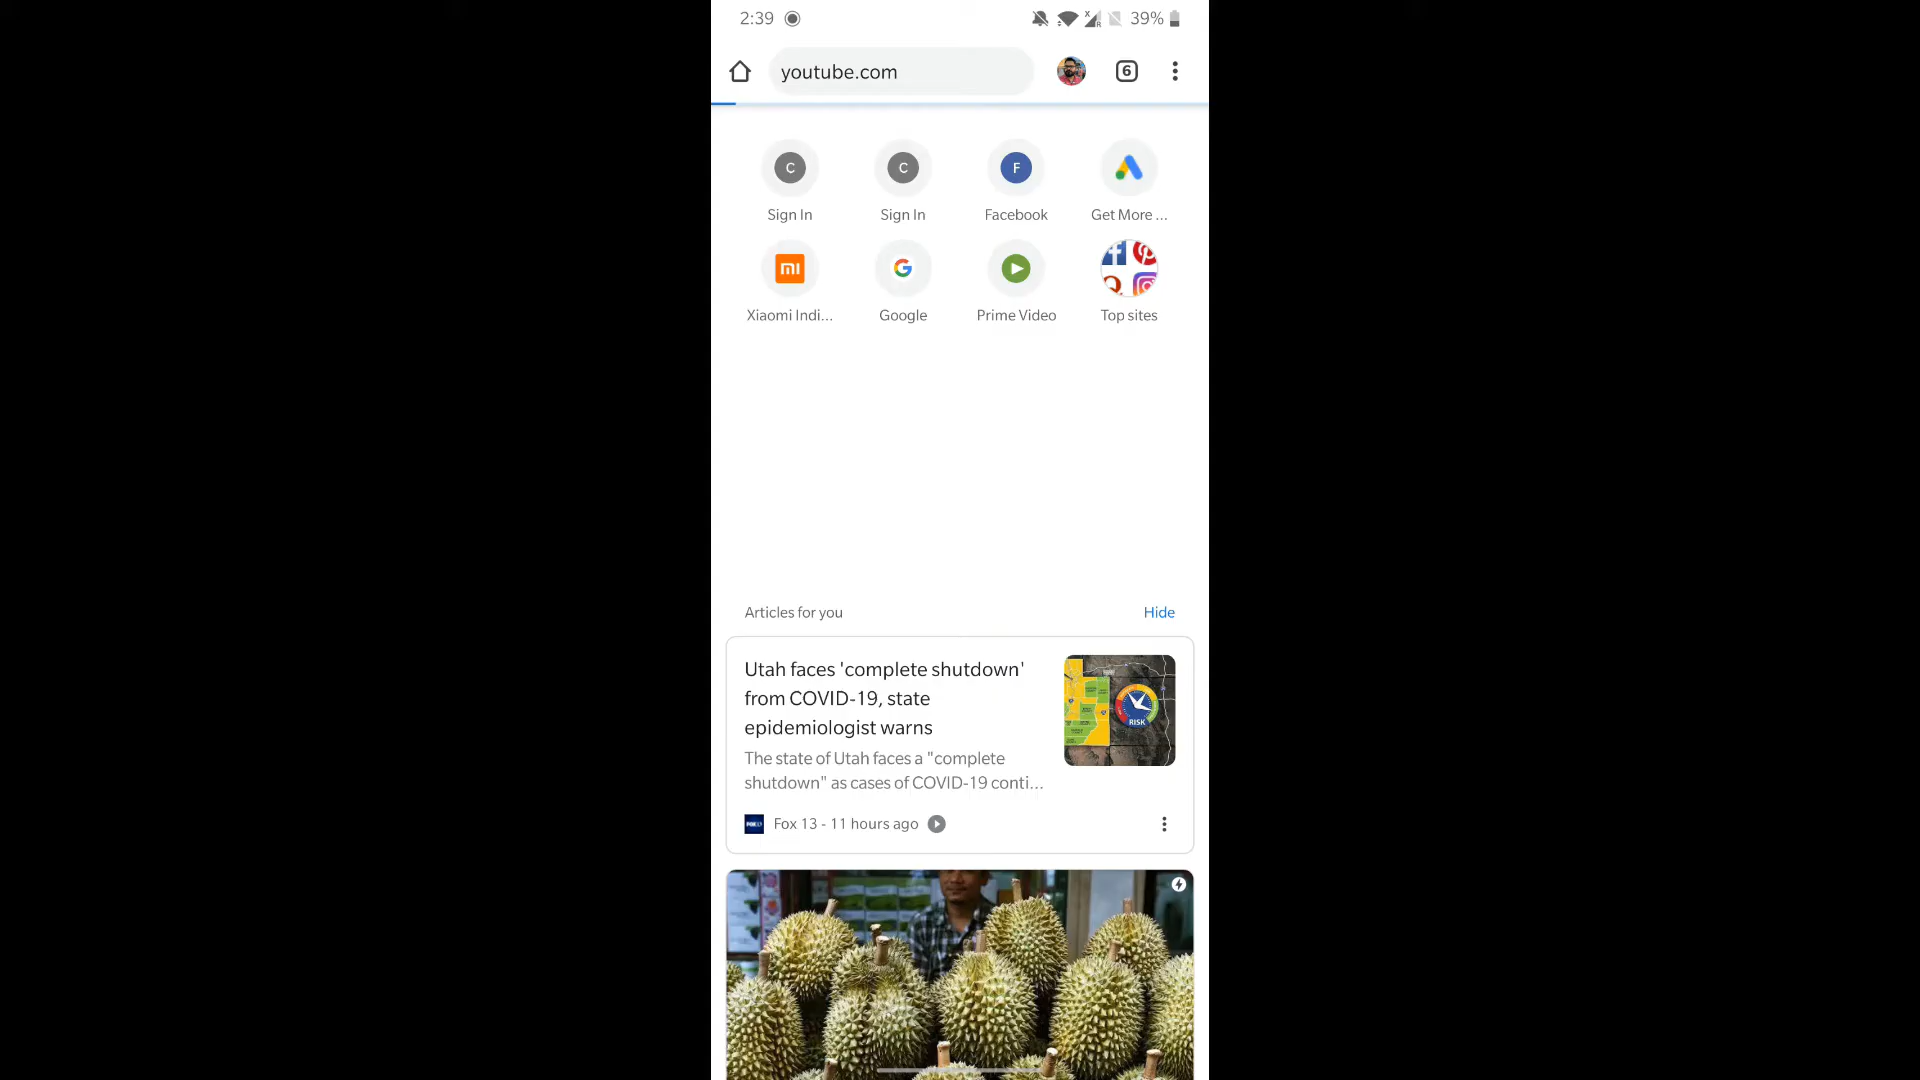 2:39
39%
youtube.com
6
C
C
F
Sign In
Sign In
Facebook
Get More ...
Xiaomi Indi...
Google
Prime Video
Top sites
Articles for you
Hide
Utah faces 'complete shutdown'
from COVID-19, state
epidemiologist warns
RISK
The state of Utah faces a "complete
shutdown" as cases of COVID-19 conti...
Fox 13 - 11 hours ago